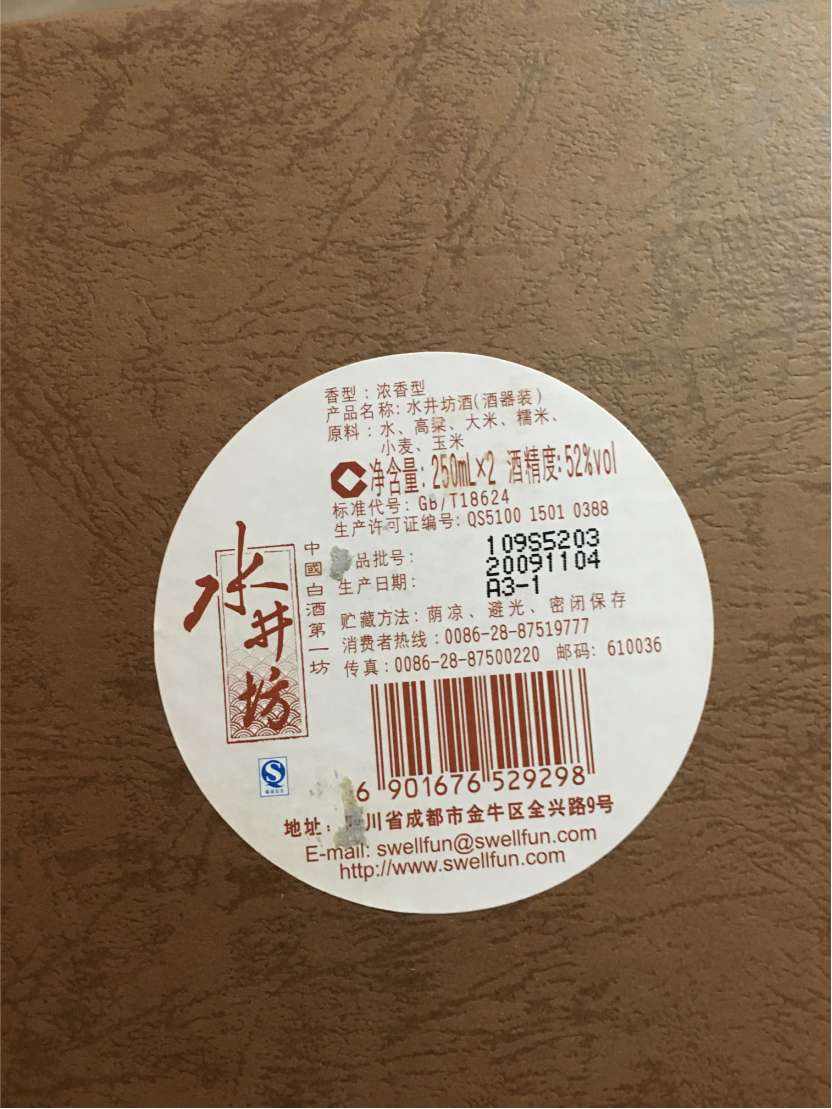 香型：浓香型
产品名称：水井坊酒(酒器装)
原料：水、高粱、大米、糯米、
小麦、玉米
净含量：250mL×2 酒精度：52%vol
标准代号：GB/T18624
生产许可证编号：QS5100 1501 0388
品批号：109S5203
生产日期：20091104
A3-1
贮藏方法：荫凉、避光、密闭保存
消费者热线：0086-28-87519777
传真：0086-28-87500220 邮码：610036
水井坊
中國白酒第一坊
6 901676 529298
地址：川省成都市金牛区全兴路9号
E-mail: swellfun@swellfun.com
http://www.swellfun.com